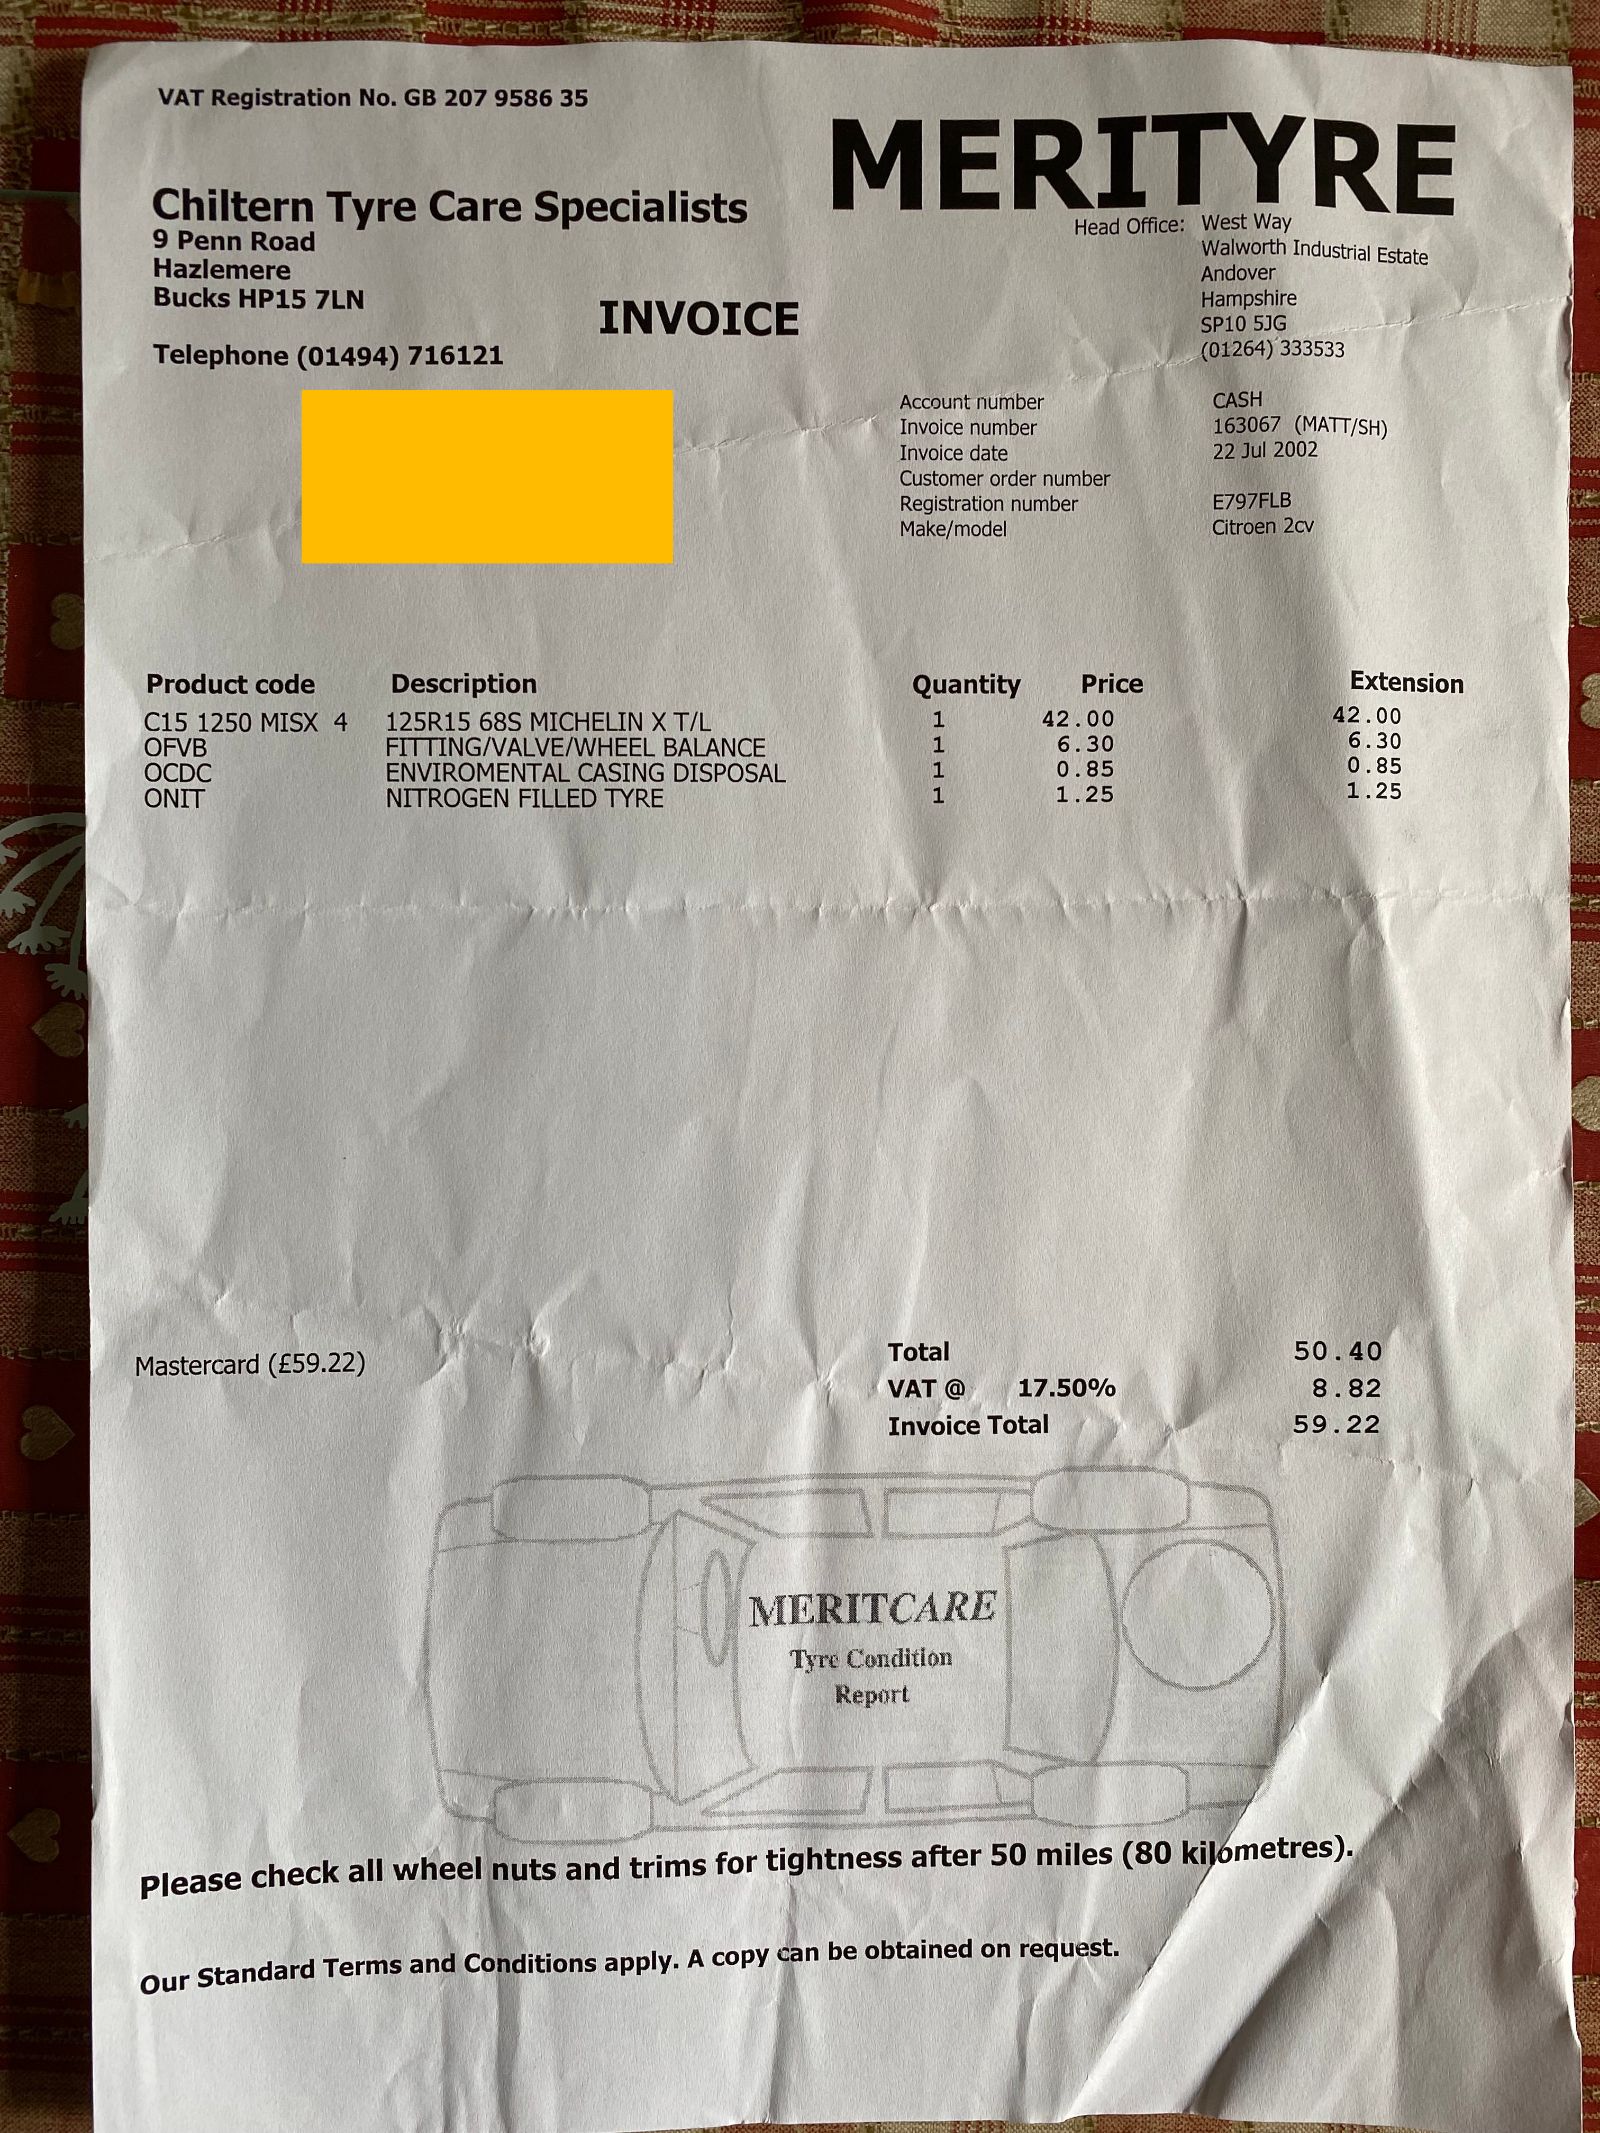 VAT Registration No. GB 207 9586 35
MERITYRE
Chiltern Tyre Care Specialists
9 Penn Road
Hazlemere
Bucks HP15 7LN
Telephone (01494) 716121
INVOICE
Head Office: West Way
Walworth Industrial Estate
Andover
Hampshire
SP10 5JG
(01264) 333533
Account number CASH
Invoice number 163067 (MATT/SH)
Invoice date 22 Jul 2002
Customer order number
Registration number E797FLB
Make/model Citroen 2cv
Product code Description Quantity Price Extension
C15 1250 MISX 4 125R15 68S MICHELIN X T/L 1 42.00 42.00
OFVB FITTING/VALVE/WHEEL BALANCE 1 6.30 6.30
OCDC ENVIROMENTAL CASING DISPOSAL 1 0.85 0.85
ONIT NITROGEN FILLED TYRE 1 1.25 1.25
Mastercard (£59.22)
Total 50.40
VAT @ 17.50% 8.82
Invoice Total 59.22
MERITCARE
Tyre Condition
Report
Please check all wheel nuts and trims for tightness after 50 miles (80 kilometres).
Our Standard Terms and Conditions apply. A copy can be obtained on request.